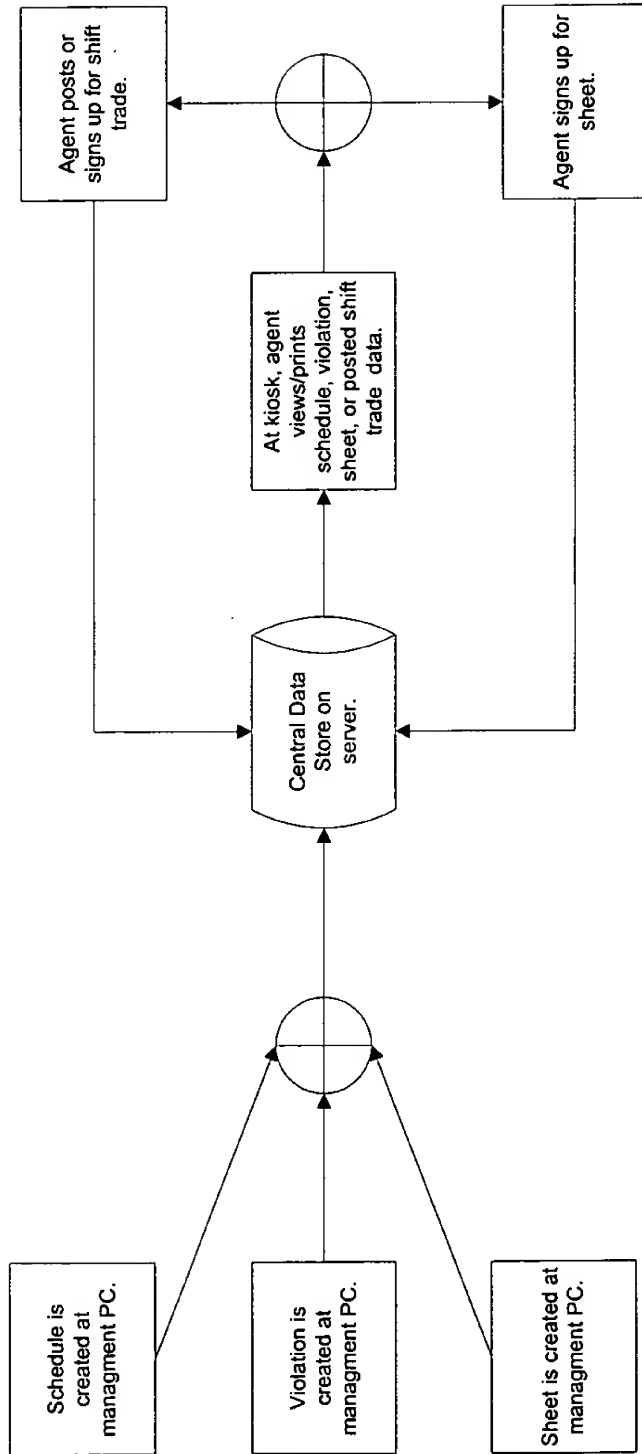 Schedule is
created at
managment PC.
Violation is
created at
managment PC.
Sheet is created at
managment PC.
Central Data
Store on
server.
At kiosk, agent
views/prints
schedule, violation,
sheet, or posted shift
trade data.
Agent posts or
signs up for shift
trade.
Agent signs up for
sheet.